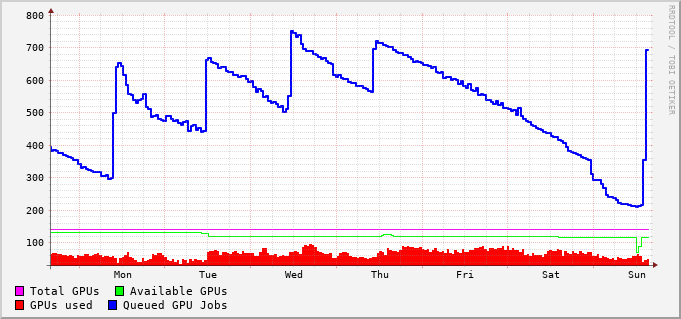 800
700
600
500
400
300
200
100
Mon Tue Wed Thu Fri Sat Sun
Total GPUs Available GPUs
GPUs used Queued GPU Jobs
RRDTOOL / TOBI OETIKER